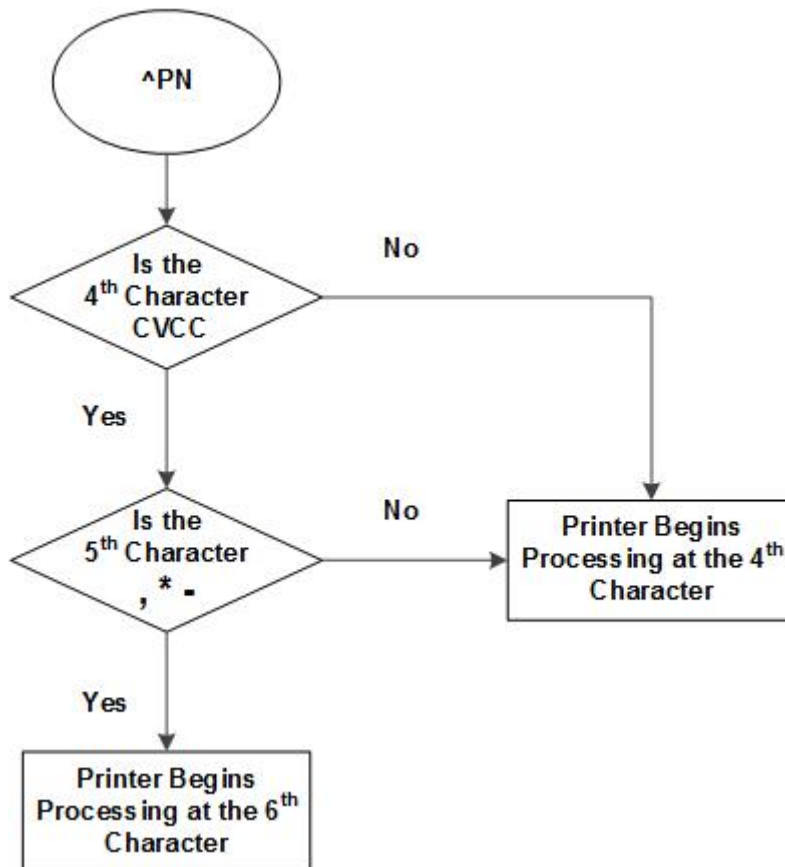 ^PN
No
Is the
4th Character
CVCC
Yes
No
Is the
5th Character
, * -
Printer Begins
Processing at the 4th
Character
Yes
Printer Begins
Processing at the 6th
Character